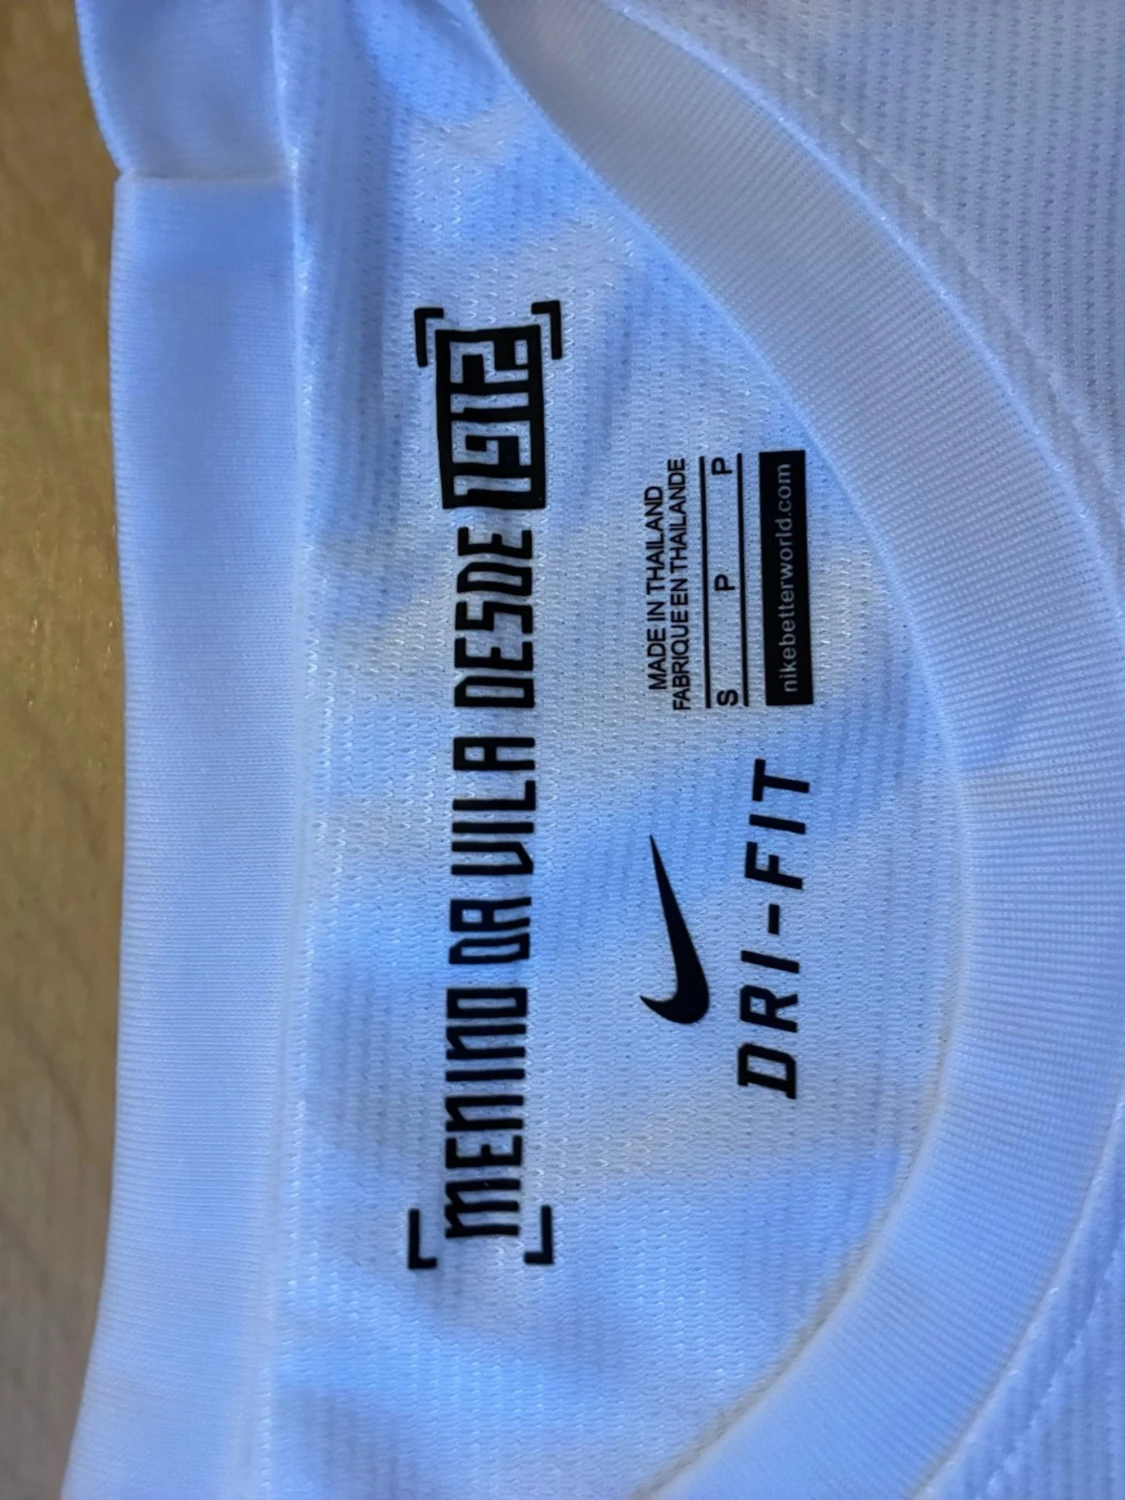 MENINO DA VILA DESDE 1912
DRI-FIT
MADE IN THAILAND
FABRIQUE EN THAILANDE
S P P
nikebetterworld.com